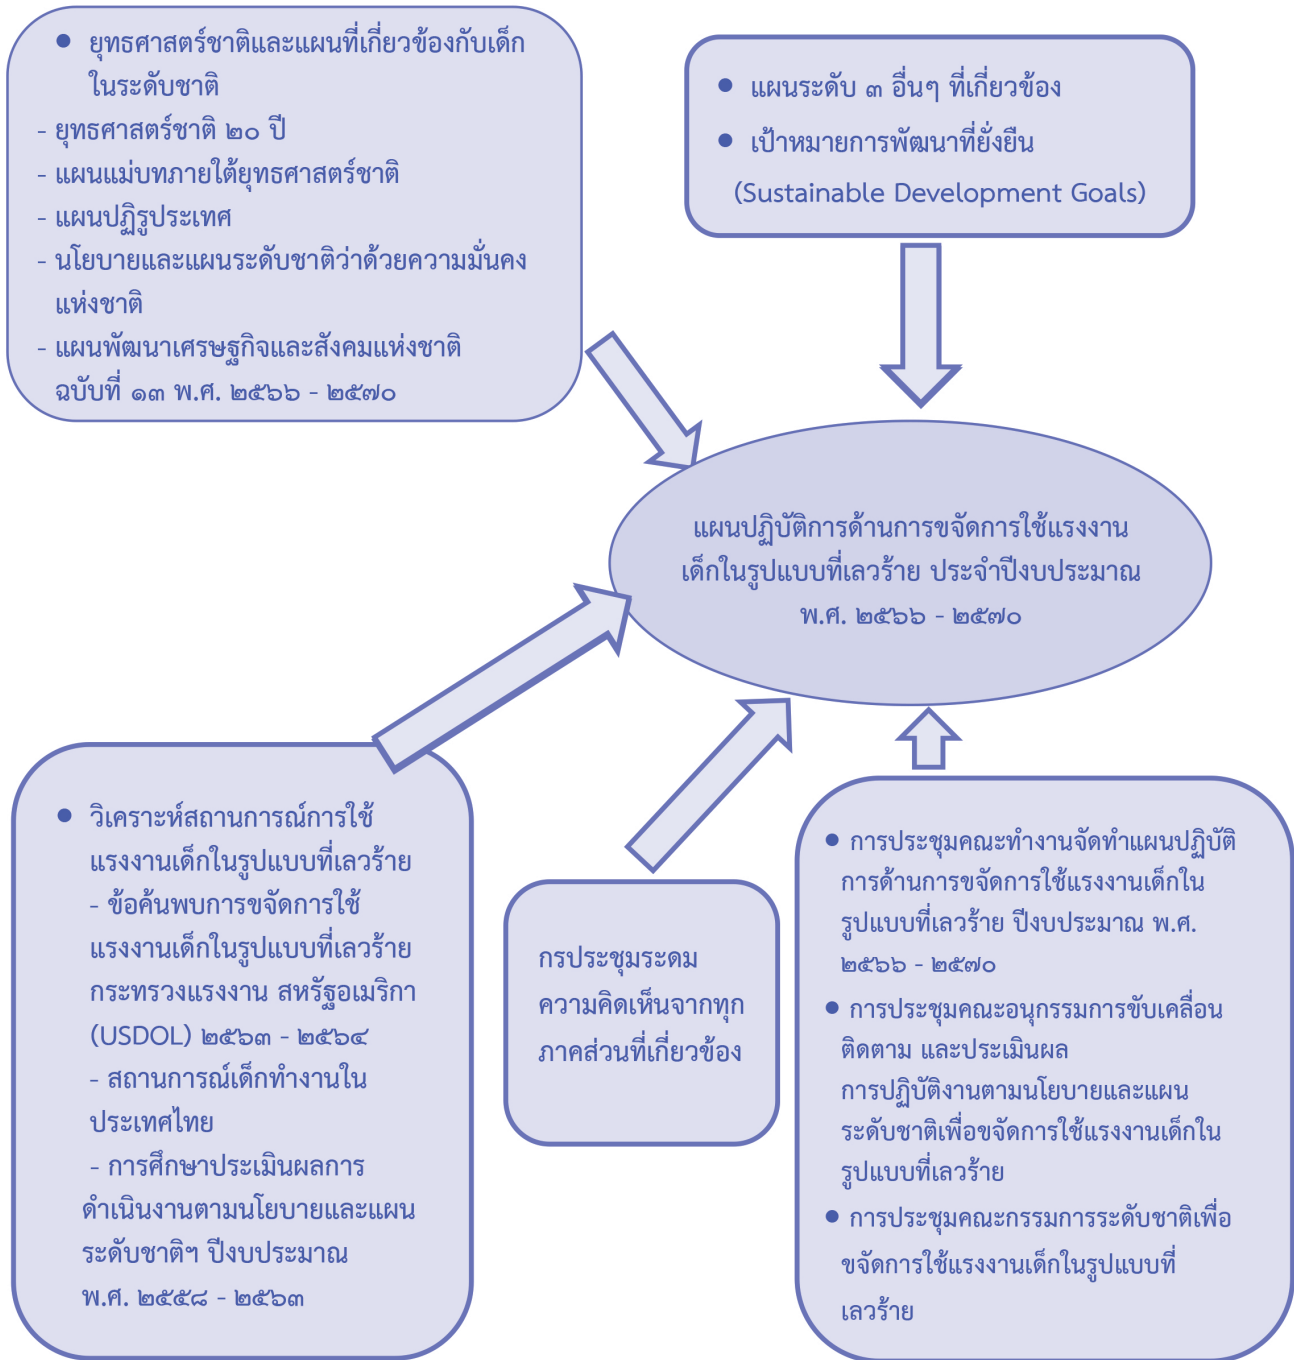 ● ยุทธศาสตร์ชาติและแผนที่เกี่ยวข้องกับเด็ก
ในระดับชาติ
- ยุทธศาสตร์ชาติ ๒๐ ปี
- แผนแม่บทภายใต้ยุทธศาสตร์ชาติ
- แผนปฏิรูประเทศ
- นโยบายและแผนระดับชาติว่าด้วยความมั่นคง
แห่งชาติ
- แผนพัฒนาเศรษฐกิจและสังคมแห่งชาติ
ฉบับที่ ๑๓ พ.ศ. ๒๕๖๖ - ๒๕๗๐
● แผนระดับ ๓ อื่นๆ ที่เกี่ยวข้อง
● เป้าหมายการพัฒนาที่ยั่งยืน
(Sustainable Development Goals)
แผนปฏิบัติการด้านการขจัดการใช้แรงงาน
เด็กในรูปแบบที่เลวร้าย ประจำปีงบประมาณ
พ.ศ. ๒๕๖๖ - ๒๕๗๐
● วิเคราะห์สถานการณ์การใช้
แรงงานเด็กในรูปแบบที่เลวร้าย
- ข้อค้นพบการขจัดการใช้
แรงงานเด็กในรูปแบบที่เลวร้าย
กระทรวงแรงงาน สหรัฐอเมริกา
(USDOL) ๒๕๖๓ - ๒๕๖๔
- สถานการณ์เด็กทำงานใน
ประเทศไทย
- การศึกษาประเมินผลการ
ดำเนินงานตามนโยบายและแผน
ระดับชาติฯ ปีงบประมาณ
พ.ศ. ๒๕๕๘ - ๒๕๖๓
กรประชุมระดม
ความคิดเห็นจากทุก
ภาคส่วนที่เกี่ยวข้อง
● การประชุมคณะทำงานจัดทำแผนปฏิบัติ
การด้านการขจัดการใช้แรงงานเด็กใน
รูปแบบที่เลวร้าย ปีงบประมาณ พ.ศ.
๒๕๖๖ - ๒๕๗๐
● การประชุมคณะอนุกรรมการขับเคลื่อน
ติดตาม และประเมินผล
การปฏิบัติงานตามนโยบายและแผน
ระดับชาติเพื่อขจัดการใช้แรงงานเด็กใน
รูปแบบที่เลวร้าย
● การประชุมคณะกรรมการระดับชาติเพื่อ
ขจัดการใช้แรงงานเด็กในรูปแบบที่
เลวร้าย